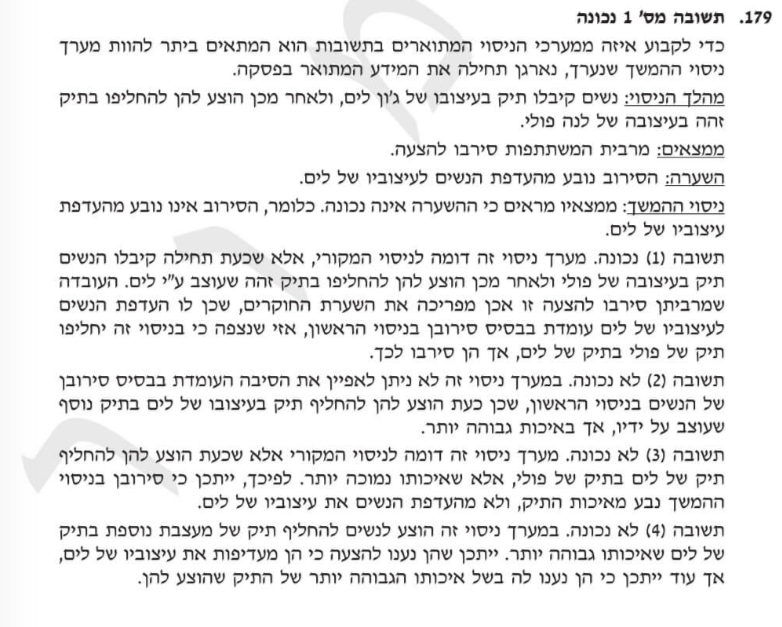 179. תשובה מס' 1 נכונה
כדי לקבוע איזה ממערכי הניסוי המתוארים בתשובות הוא המתאים ביתר להוות מערך
ניסוי ההמשך שנערך, נארגן תחילה את המידע המתואר בפסקה.
מהלך הניסוי: נשים קיבלו תיק בעיצובו של ג'ון לים, ולאחר מכן הוצע להן להחליפו בתיק
זהה בעיצובה של לנה פולי.
ממצאים: מרבית המשתתפות סירבו להצעה.
השערה: הסירוב נובע מהעדפת הנשים לעיצוביו של לים.
ניסוי ההמשך: ממצאיו מראים כי ההשערה אינה נכונה. כלומר, הסירוב אינו נובע מהעדפת
עיצוביו של לים.
תשובה (1) נכונה. מערך ניסוי זה דומה לניסוי המקורי, אלא שכעת תחילה קיבלו הנשים
תיק בעיצובה של פולי ולאחר מכן הוצע להן להחליפו בתיק זהה שעוצב ע"י לים. העובדה
שמרביתן סירבו להצעה זו אכן מפריכה את השערת החוקרים, שכן לו העדפת הנשים
לעיצוביו של לים עומדת בבסיס סירובן בניסוי הראשון, אזי שנצפה כי בניסוי זה יחליפו
תיק של פולי בתיק של לים, אך הן סירבו לכך.
תשובה (2) לא נכונה. במערך ניסוי זה לא ניתן לאפיין את הסיבה העומדת בבסיס סירובן
של הנשים בניסוי הראשון, שכן כעת הוצע להן להחליף תיק בעיצובו של לים בתיק נוסף
שעוצב על ידיו, אך באיכות גבוהה יותר.
תשובה (3) לא נכונה. מערך ניסוי זה דומה לניסוי המקורי אלא שכעת הוצע להן להחליף
תיק של לים בתיק של פולי, אלא שאיכותו נמוכה יותר. לפיכך, ייתכן כי סירובן בניסוי
ההמשך נבע מאיכות התיק, ולא מהעדפת הנשים את עיצוביו של לים.
תשובה (4) לא נכונה. במערך ניסוי זה הוצע לנשים להחליף תיק של מעצבת נוספת בתיק
של לים שאיכותו גבוהה יותר. ייתכן שהן נענו להצעה כי הן מעדיפות את עיצוביו של לים,
אך עוד ייתכן כי הן נענו לה בשל איכותו הגבוהה יותר של התיק שהוצע להן.